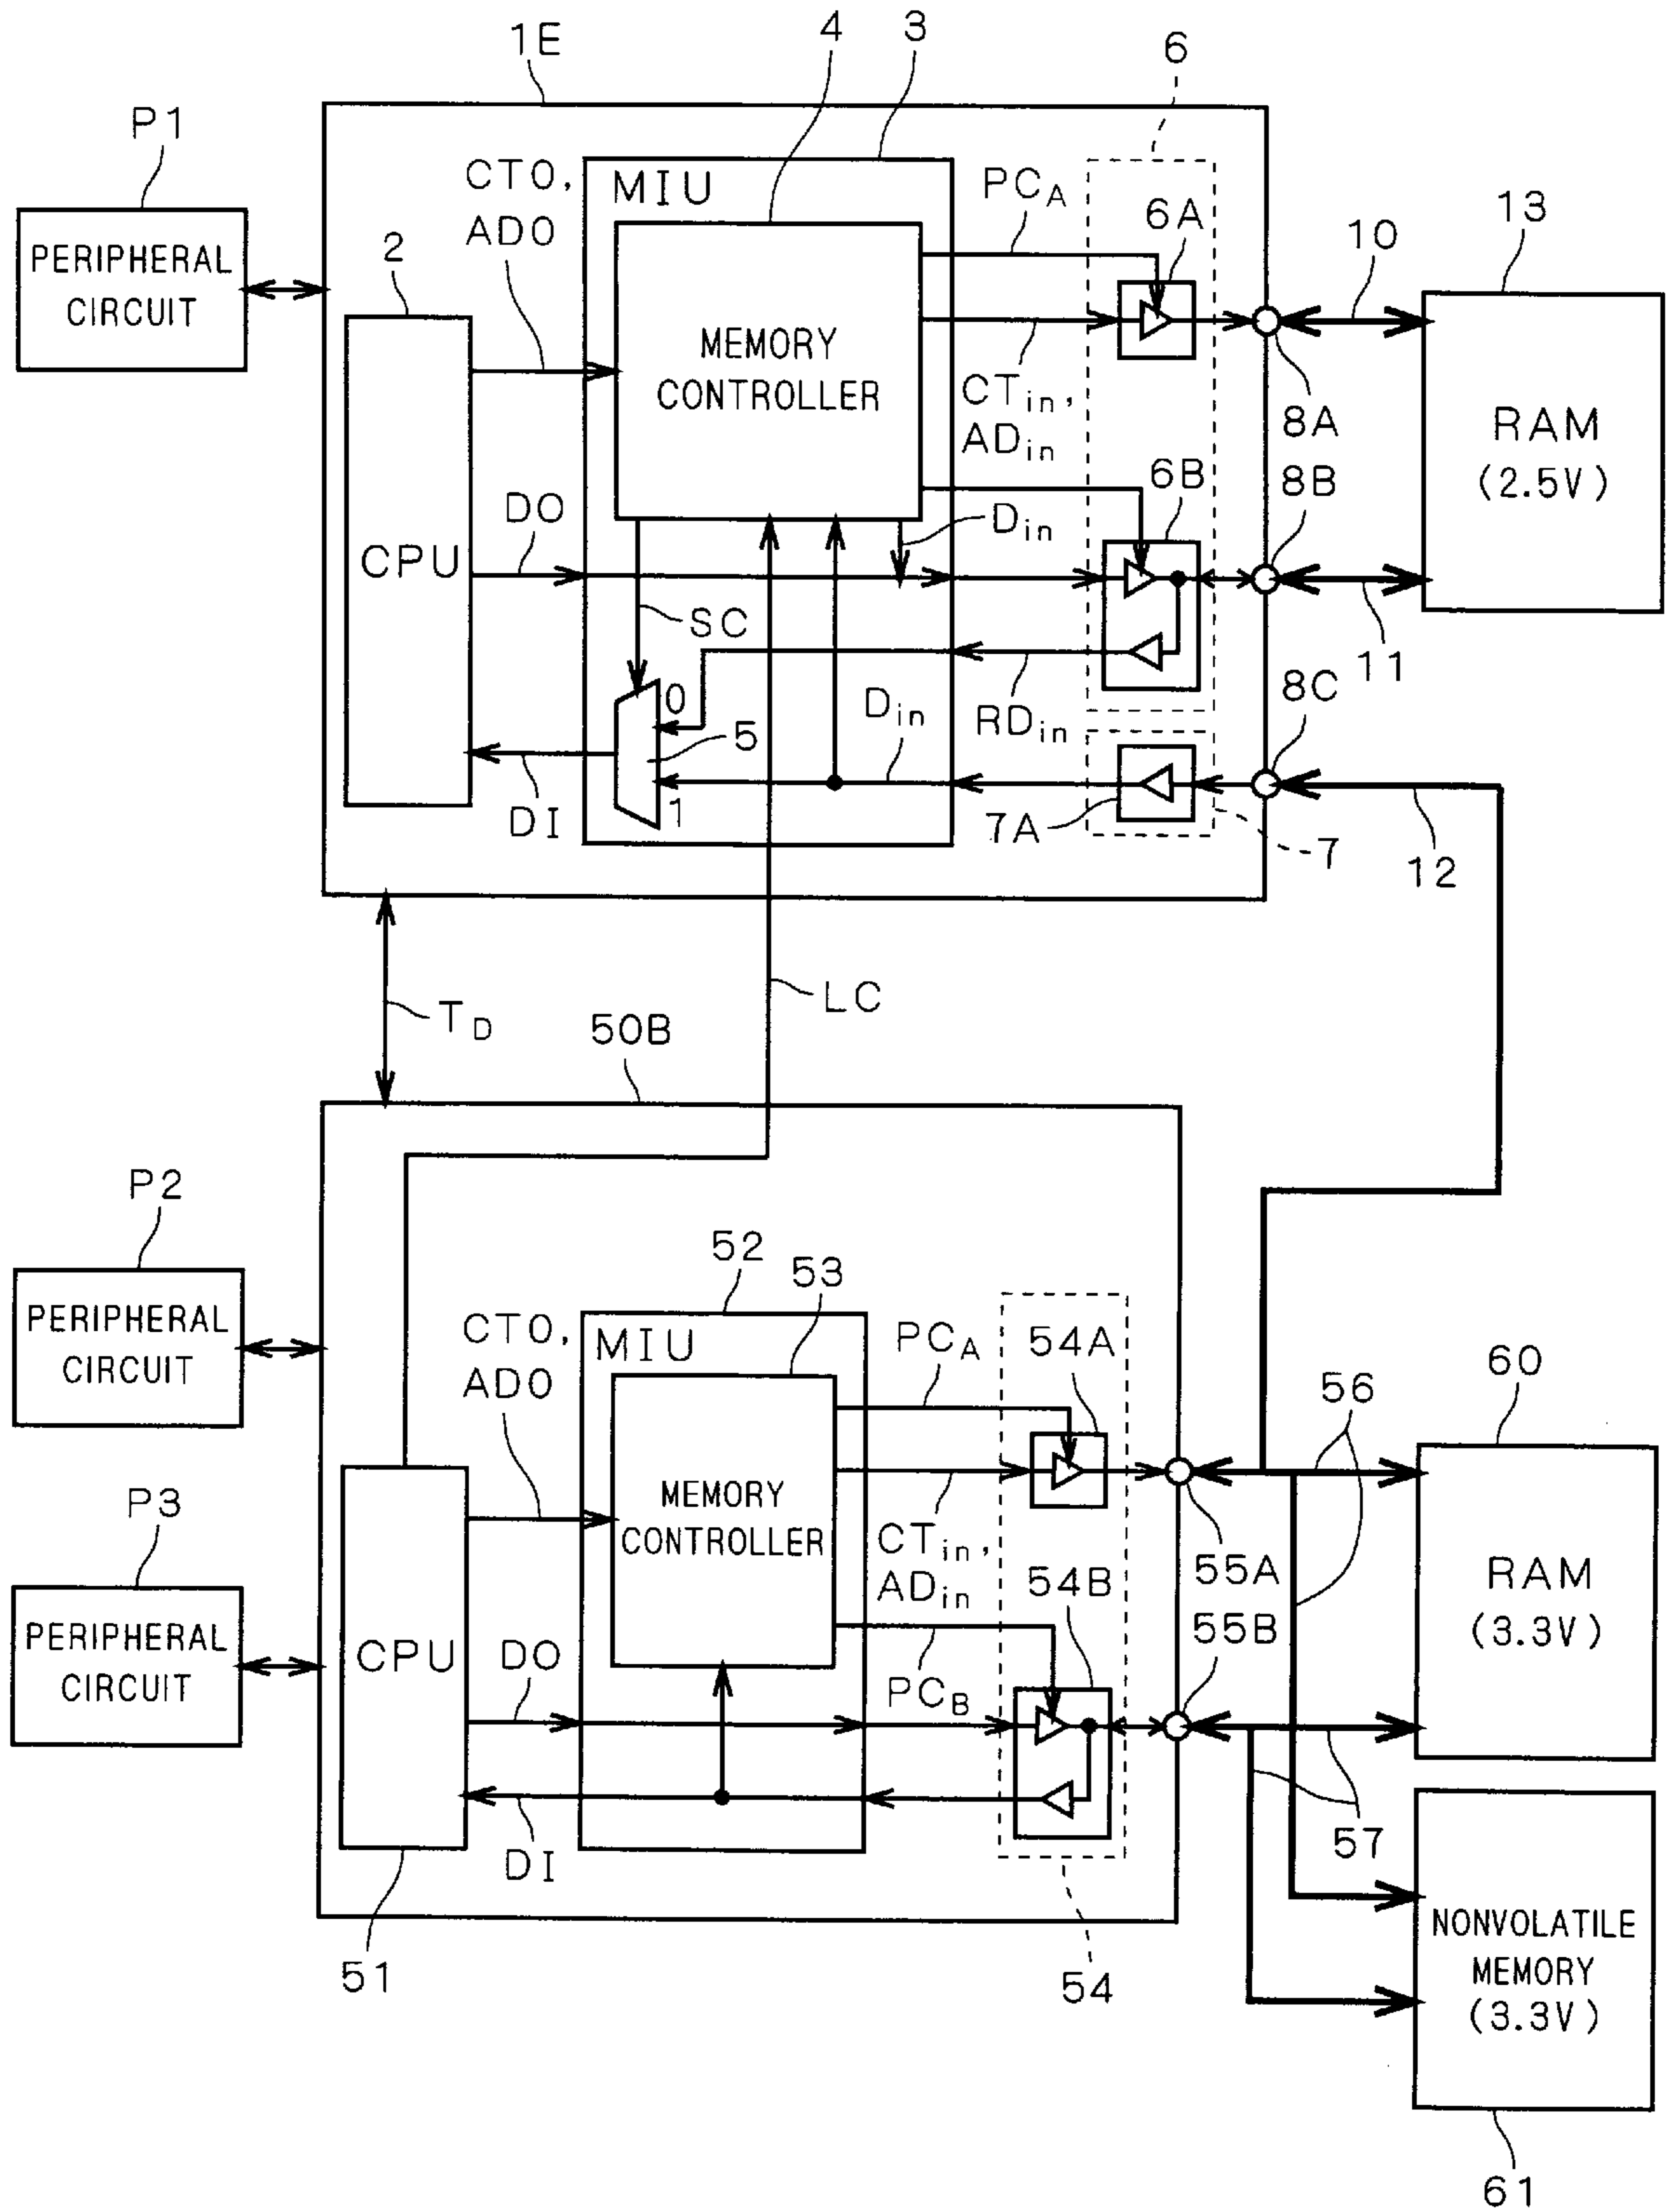 1E
4
3
6
P1
CTO,
ADO
MIU
PCA
6A
10
13
PERIPHERAL
CIRCUIT
2
MEMORY
CONTROLLER
CTin,
ADin
8A
RAM
(2.5V)
6B
8B
DO
Din
CPU
SC
11
0
Din
RDin
8C
5
DI
1
7A
7
12
TD
LC
50B
P2
52
53
PERIPHERAL
CIRCUIT
CTO,
ADO
MIU
PCA
54A
56
60
P3
MEMORY
CONTROLLER
CTin,
ADin
55A
RAM
(3.3V)
54B
55B
PERIPHERAL
CIRCUIT
CPU
DO
PCB
57
DI
NONVOLATILE
MEMORY
(3.3V)
51
54
61